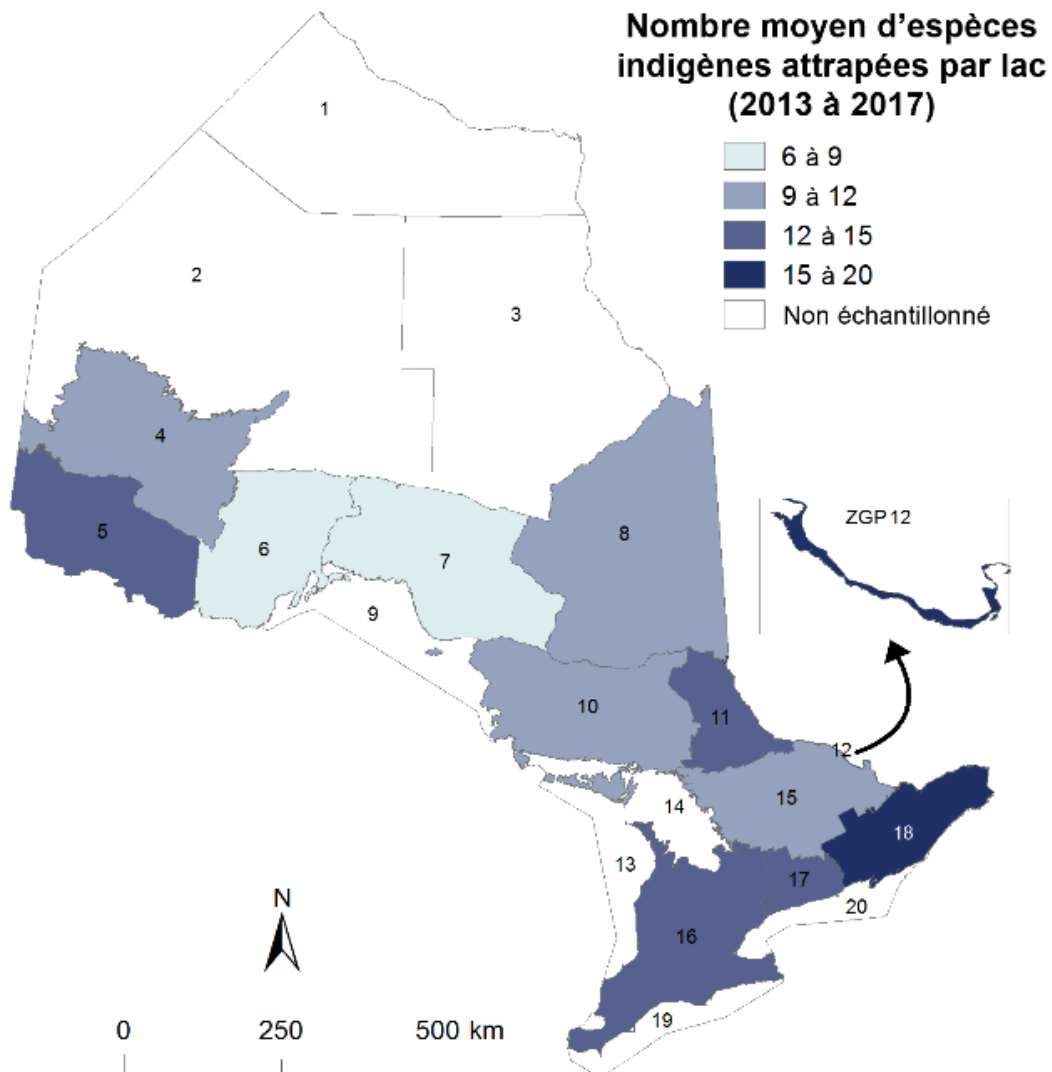 Nombre moyen d'espèces
indigènes attrapées par lac
(2013 à 2017)
6 à 9
9 à 12
12 à 15
15 à 20
Non échantillonné
1
2
3
4
5
6
7
8
ZGP 12
9
10
11
12
14
15
13
18
17
20
16
19
N
0 250 500 km